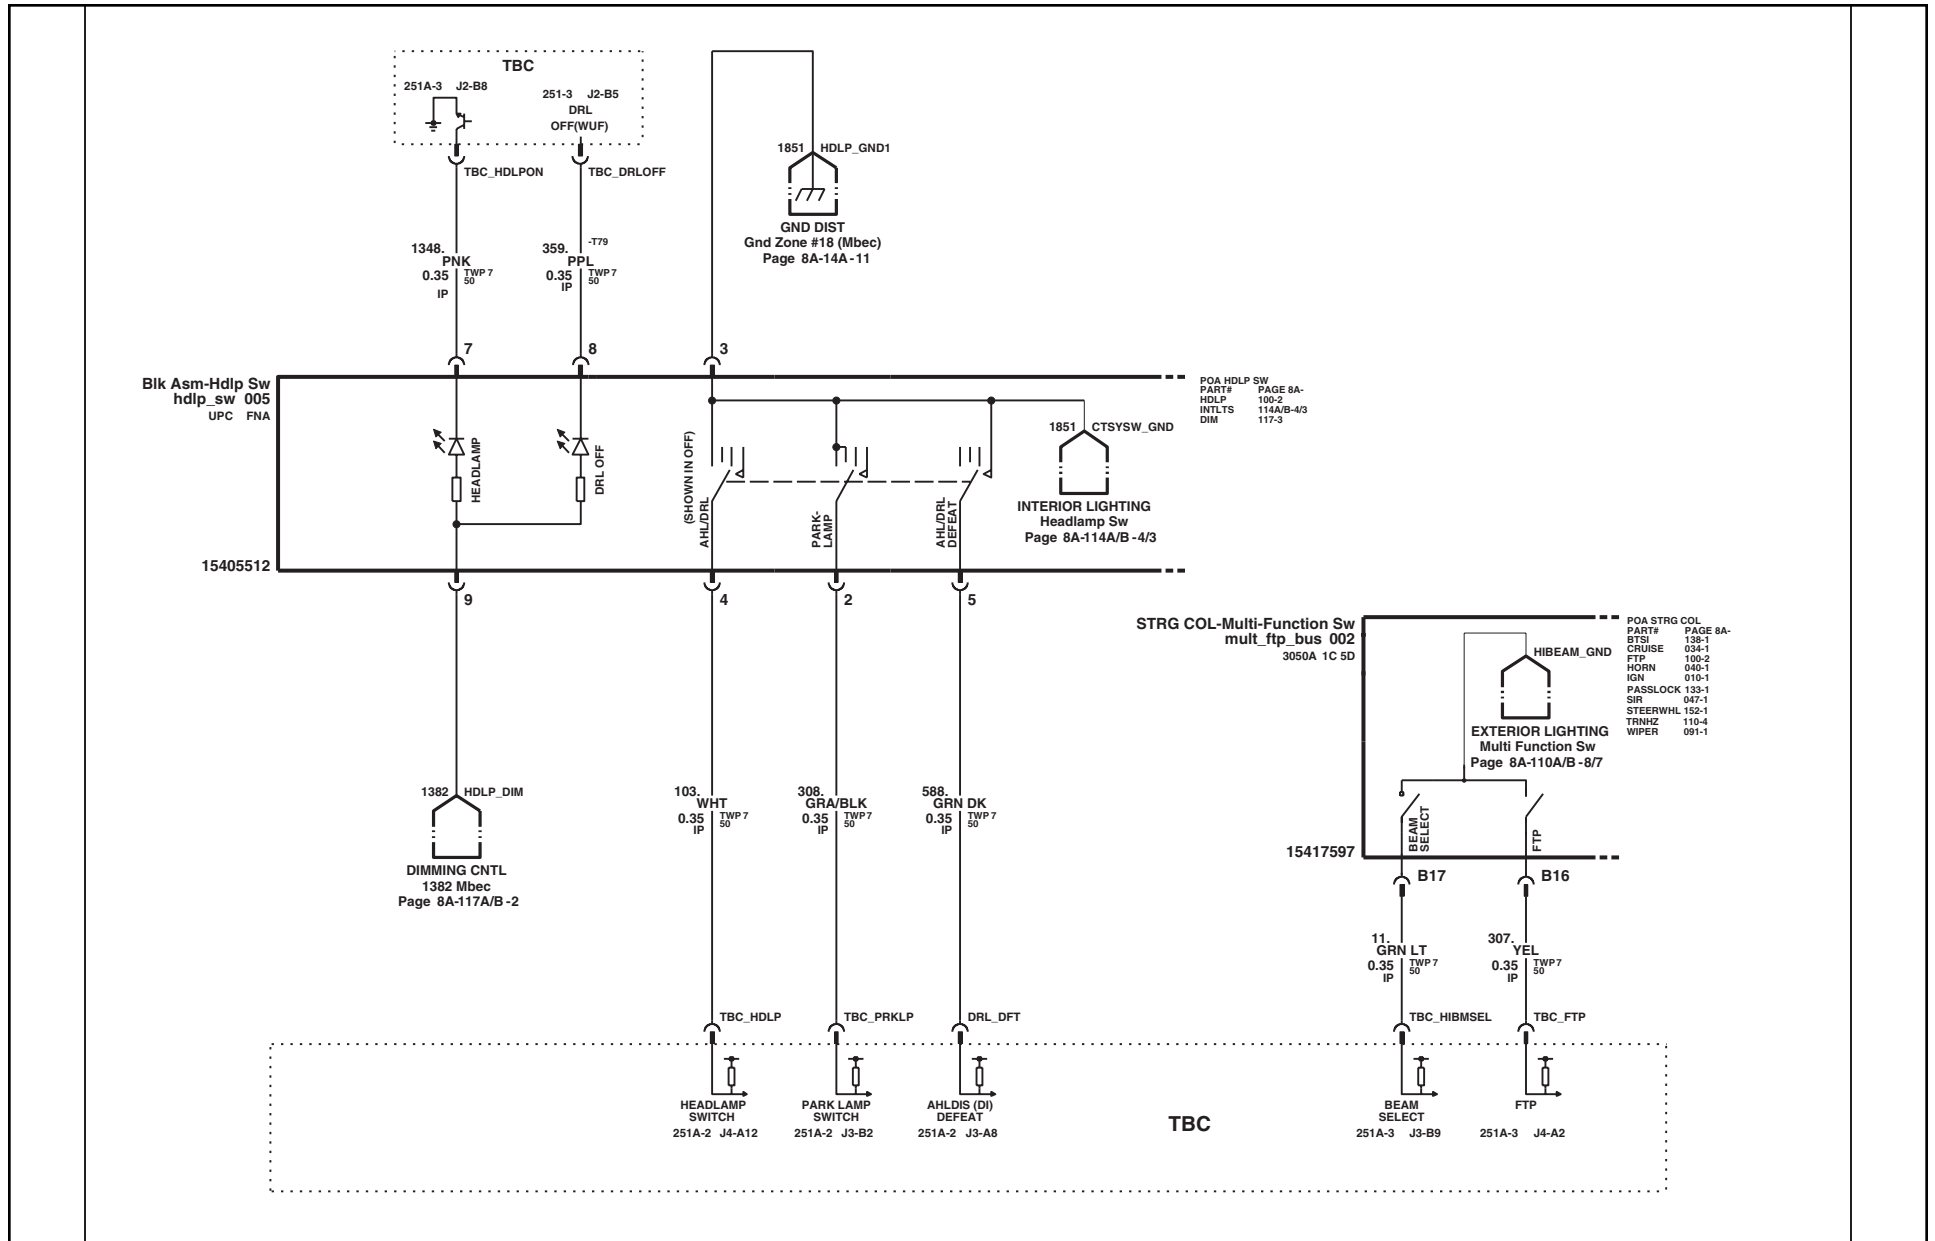 TBC
251A-3 J2-B8
251-3 J2-B5
DRL
OFF(WUF)
TBC_HDLPON
TBC_DRLOFF
1851 HDLP_GND1
GND DIST
Gnd Zone #18 (Mbec)
Page 8A-14A-11
1348.
PNK
0.35 TWP 7
50
IP
359. -T79
PPL
0.35 TWP 7
50
IP
7
8
3
Blk Asm-Hdlp Sw
hdlp_sw 005
UPC FNA
15405512
POA HDLP SW
PART# PAGE 8A-
HDLP 100-2
INTLTS 114A/B-4/3
DIM 117-3
HEADLAMP
DRL OFF
(SHOWN IN OFF)
AHL/DRL
PARK-
LAMP
AHL/DRL
DEFEAT
1851 CTSYSW_GND
INTERIOR LIGHTING
Headlamp Sw
Page 8A-114A/B-4/3
9
4
2
5
STRG COL-Multi-Function Sw
mult_ftp_bus 002
3050A 1C 5D
15417597
POA STRG COL
PART# PAGE 8A-
BTSI 138-1
CRUISE 034-1
FTP 100-2
HORN 040-1
IGN 010-1
PASSLOCK 133-1
SIR 047-1
STEERWHL 152-1
TRNHZ 110-4
WIPER 091-1
HIBEAM_GND
EXTERIOR LIGHTING
Multi Function Sw
Page 8A-110A/B-8/7
BEAM
SELECT
FTP
B17
B16
1382 HDLP_DIM
DIMMING CNTL
1382 Mbec
Page 8A-117A/B-2
103.
WHT
0.35 TWP 7
50
IP
308.
GRA/BLK
0.35 TWP 7
50
IP
588.
GRN DK
0.35 TWP 7
50
IP
11.
GRN LT
0.35 TWP 7
50
IP
307.
YEL
0.35 TWP 7
50
IP
TBC_HDLP
TBC_PRKLP
DRL_DFT
TBC_HIBMSEL
TBC_FTP
HEADLAMP
SWITCH
251A-2 J4-A12
PARK LAMP
SWITCH
251A-2 J3-B2
AHLDIS (DI)
DEFEAT
251A-2 J3-A8
TBC
BEAM
SELECT
251A-3 J3-B9
FTP
251A-3 J4-A2